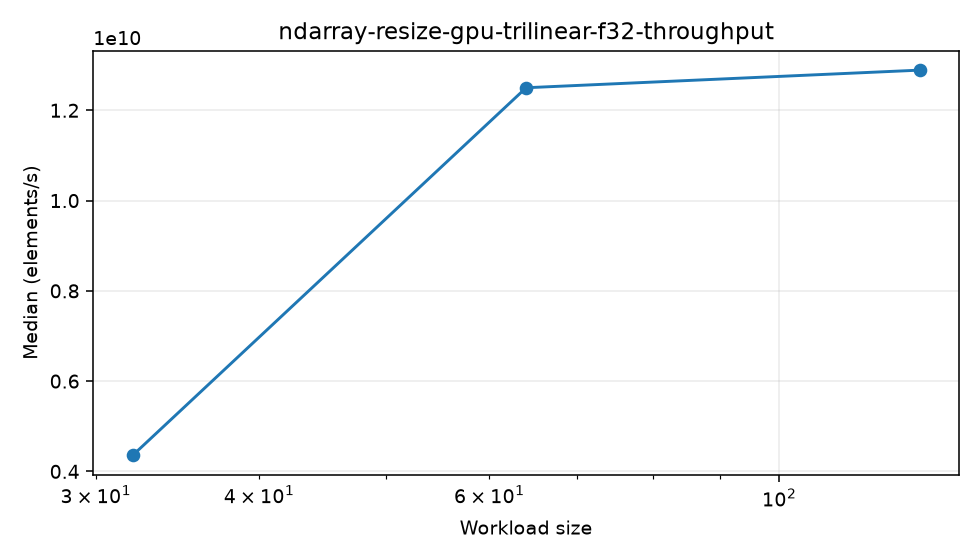 ndarray-resize-gpu-trilinear-f32-throughput
1e10
Median (elements/s)
1.2
1.0
0.8
0.6
0.4
3 × 10¹ 4 × 10¹ 6 × 10¹ 10²
Workload size